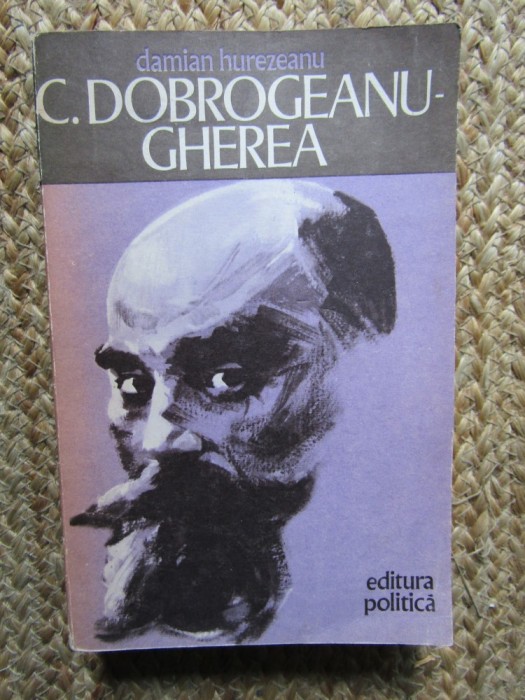 damian hurezeanu
C. DOBROGEANU-
GHEREA
editura
politică